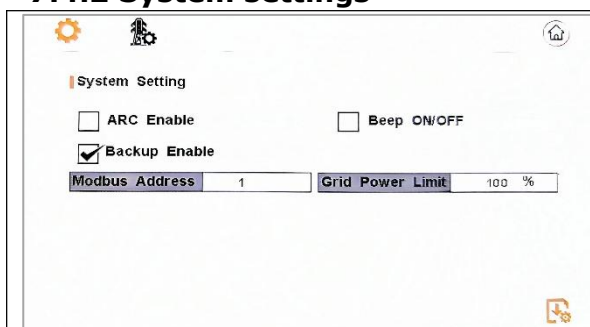 System Setting
ARC Enable
Beep ON/OFF
Backup Enable
Modbus Address 1 Grid Power Limit 100 %